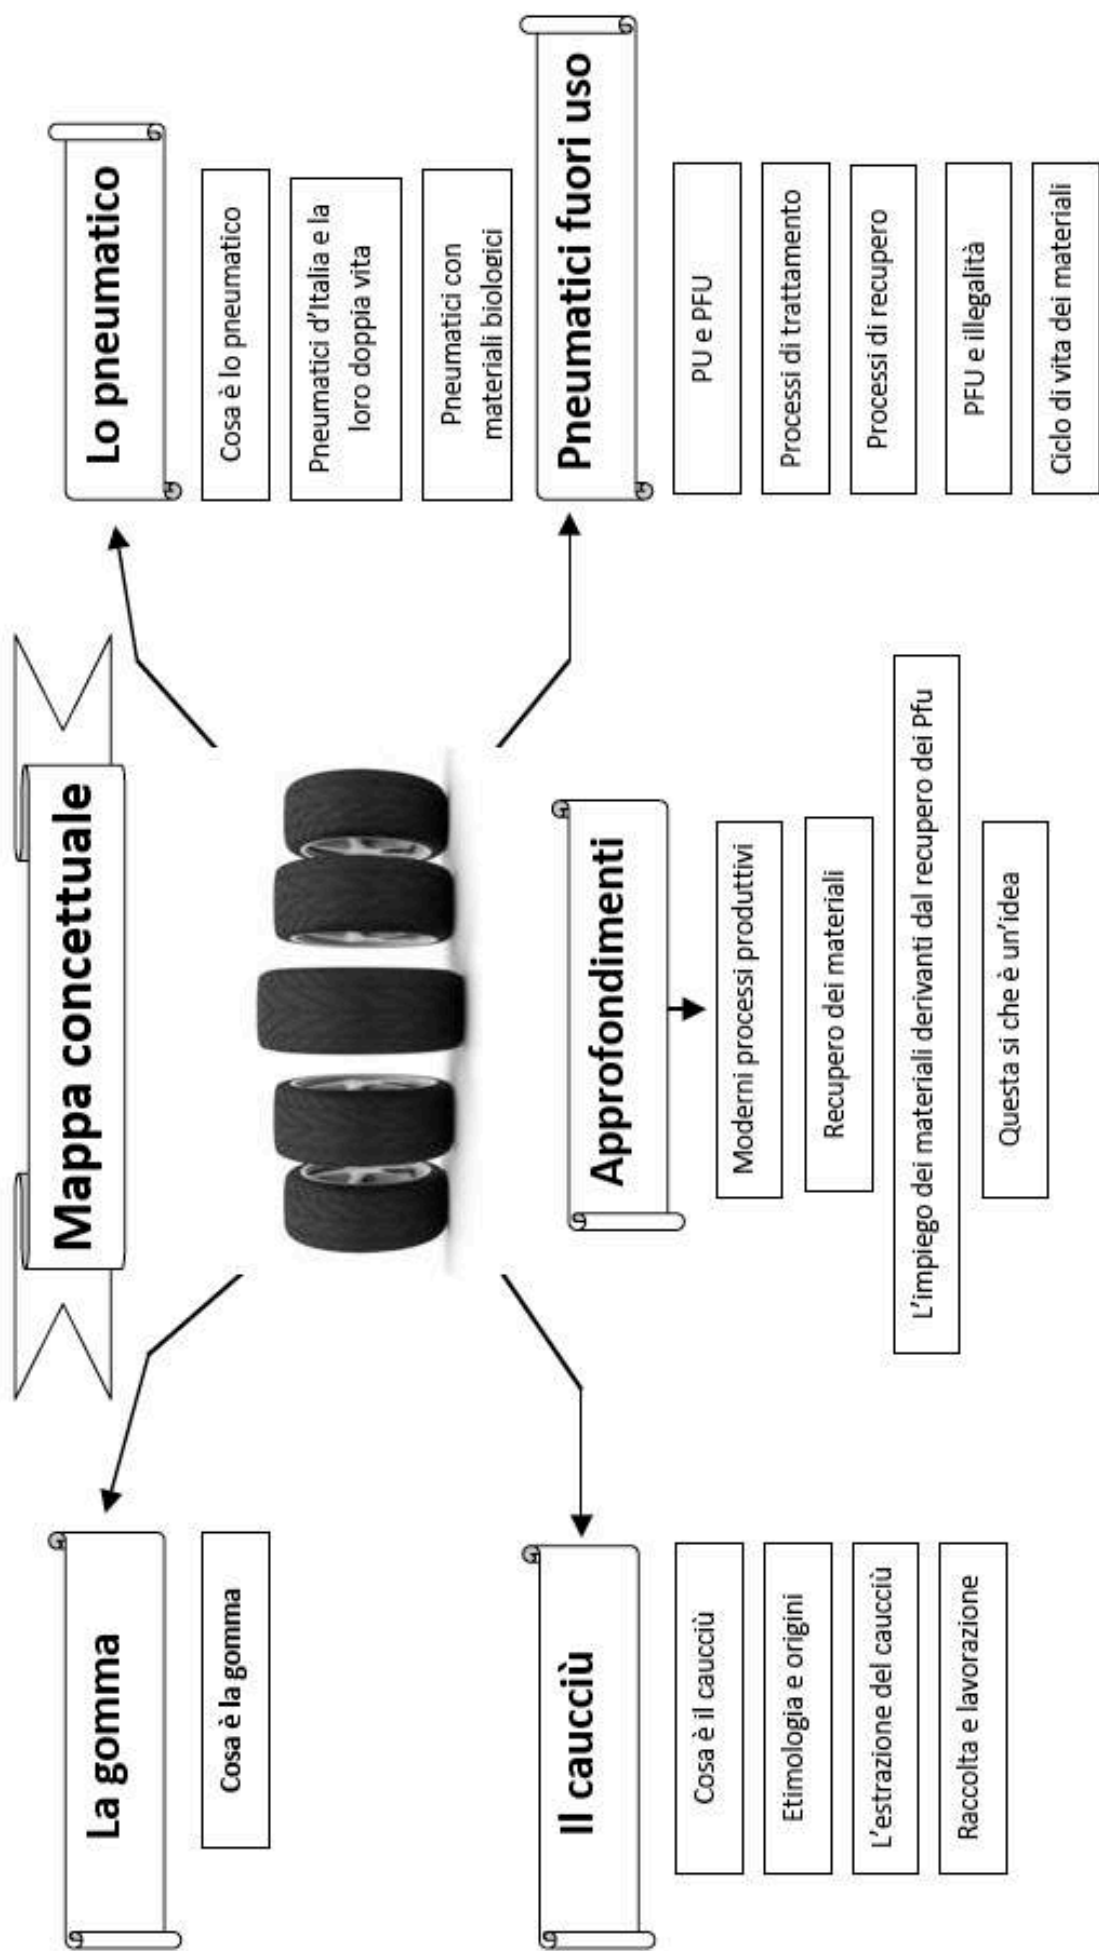 Mappa concettuale
La gomma
Cosa è la gomma
Lo pneumatico
Cosa è lo pneumatico
Pneumatici d'Italia e la
loro doppia vita
Pneumatici con
materiali biologici
Il caucciù
Cosa è il caucciù
Etimologia e origini
L'estrazione del caucciù
Raccolta e lavorazione
Approfondimenti
Moderni processi produttivi
Recupero dei materiali
L'impiego dei materiali derivanti dal recupero dei Pfu
Questa si che è un'idea
Pneumatici fuori uso
PU e PFU
Processi di trattamento
Processi di recupero
PFU e illegalità
Ciclo di vita dei materiali